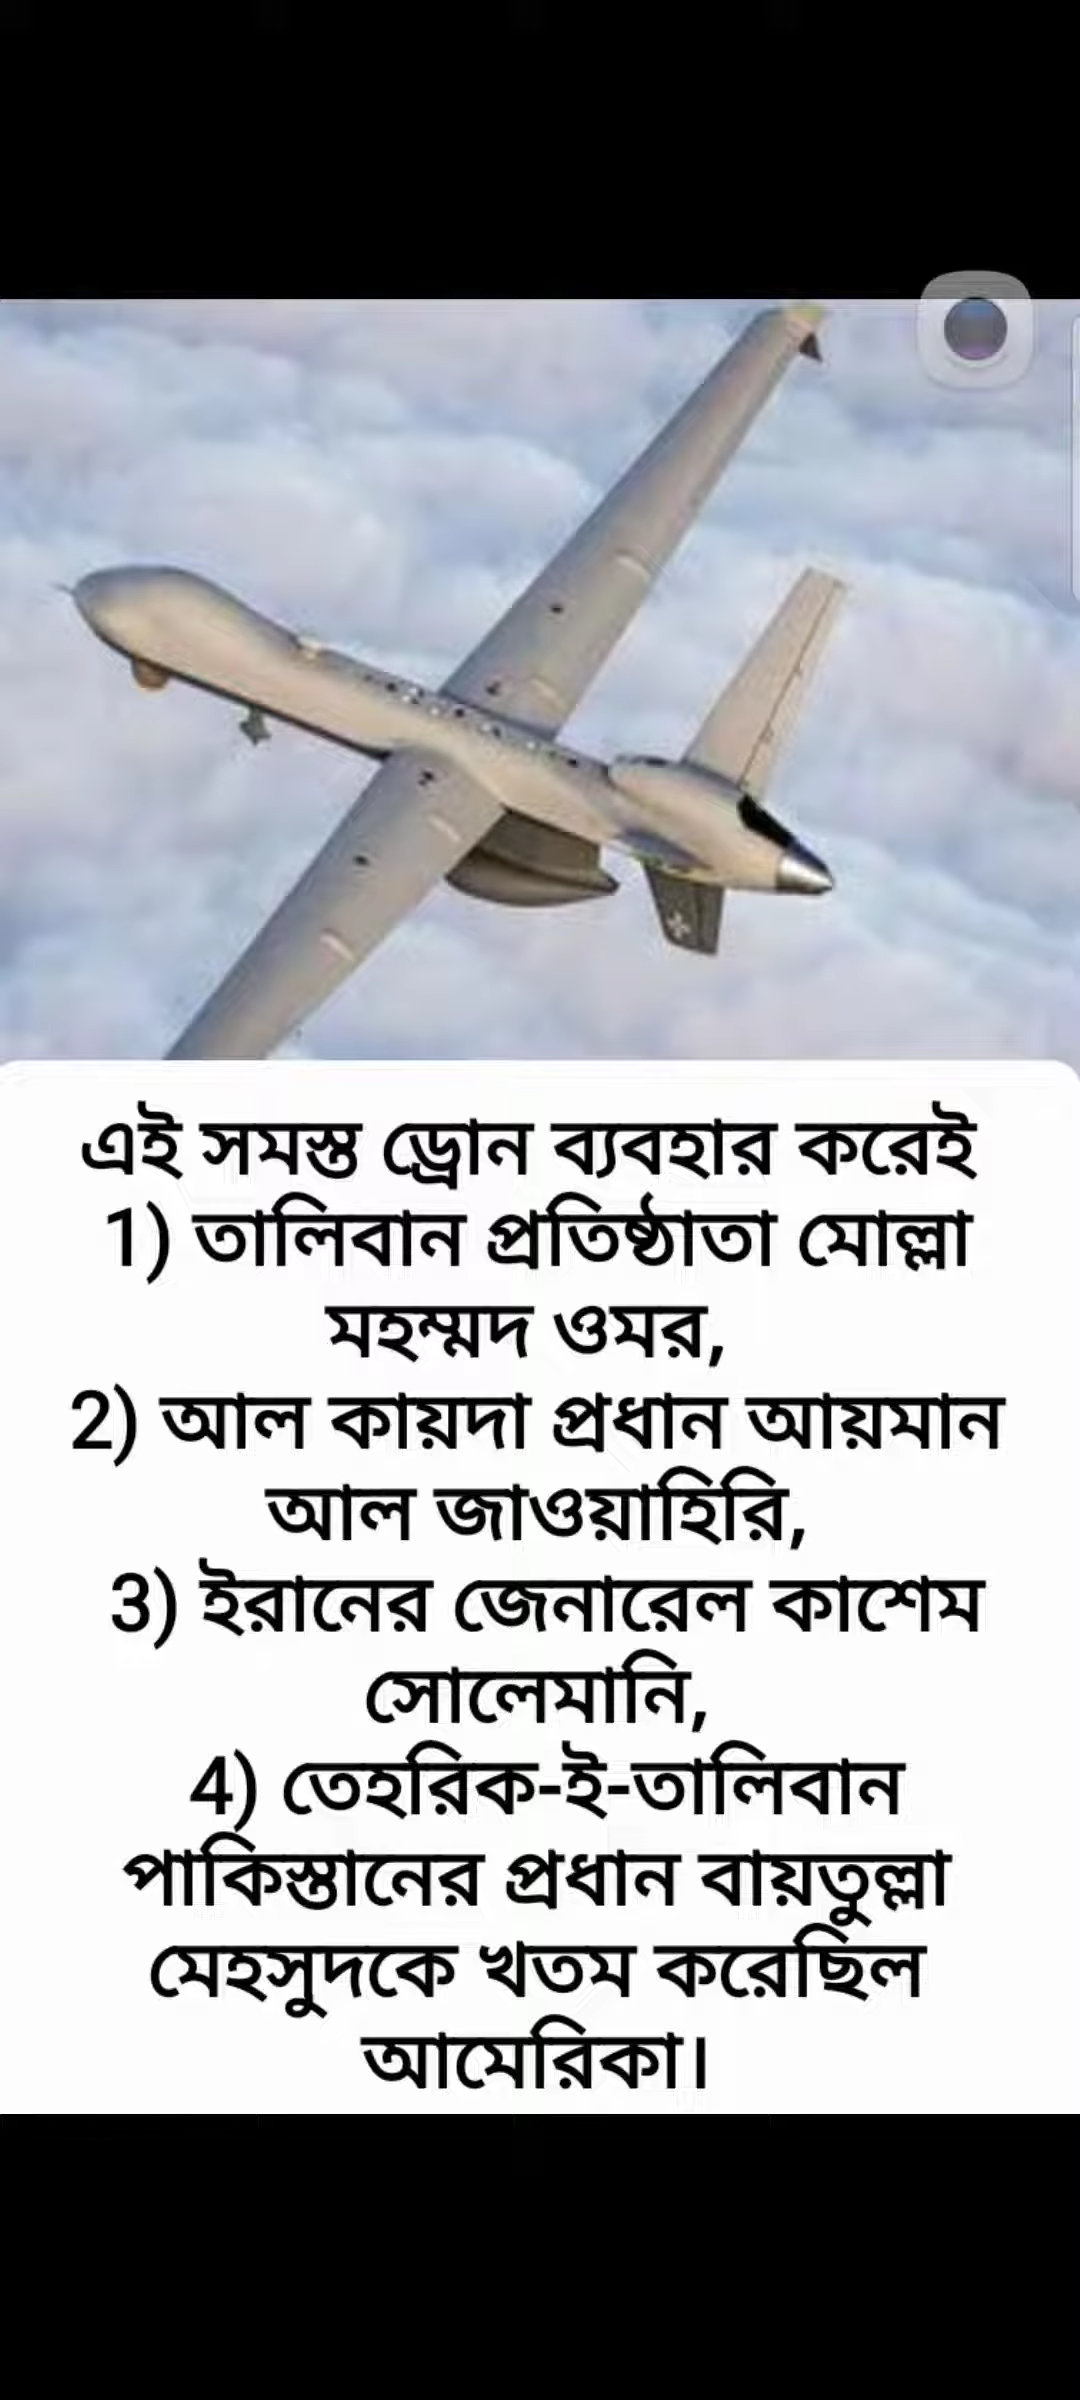 এই সমস্ত ড্রোন ব্যবহার করেই
1) তালিবান প্রতিষ্ঠাতা মোল্লা
মহম্মদ ওমর,
2) আল কায়দা প্রধান আয়মান
আল জাওয়াহিরি,
3) ইরানের জেনারেল কাশেম
সোলেমানি,
4) তেহরিক-ই-তালিবান
পাকিস্তানের প্রধান বায়তুল্লা
মেহসুদকে খতম করেছিল
আমেরিকা।